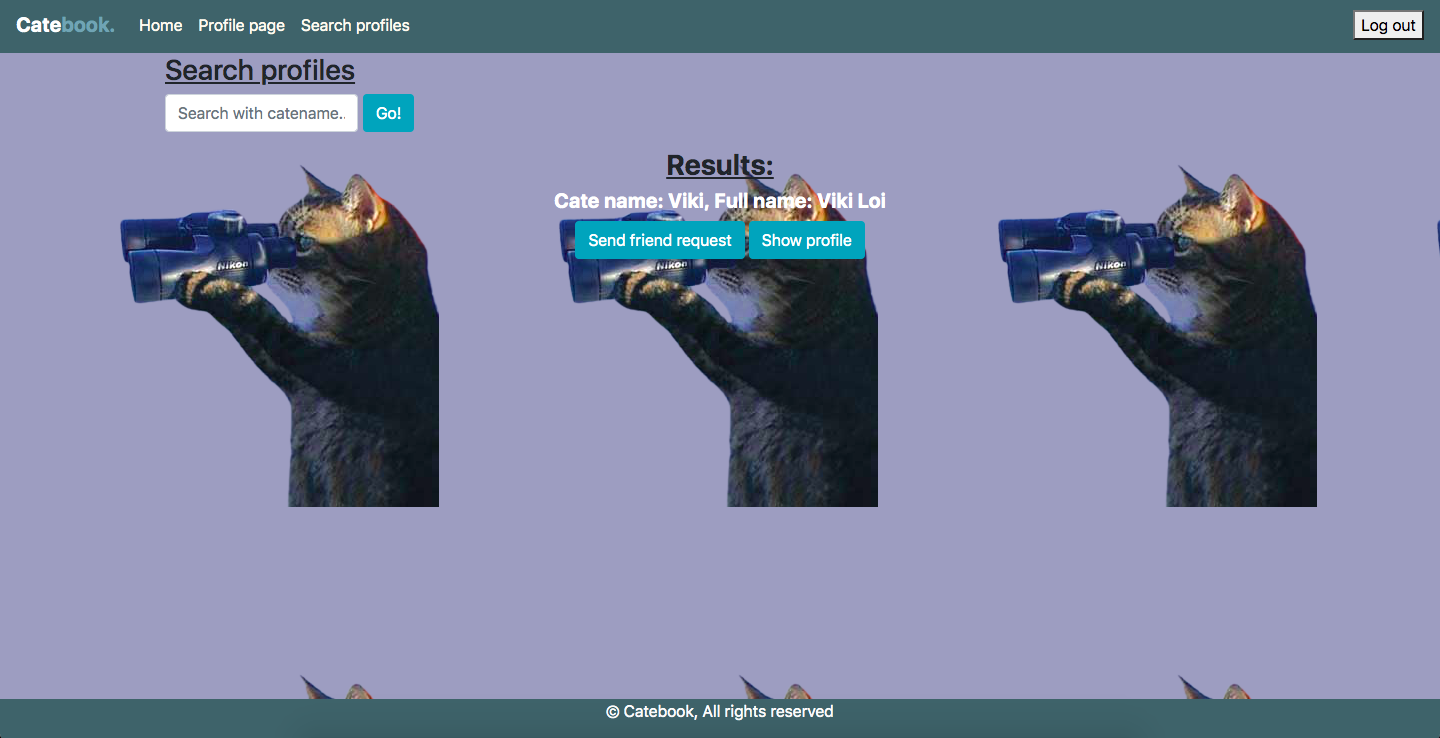 Catebook. Home Profile page Search profiles Log out
Search profiles
Search with catename.. Go!
Results:
Cate name: Viki, Full name: Viki Loi
Send friend request Show profile
Nikon Nikon Nikon
© Catebook, All rights reserved